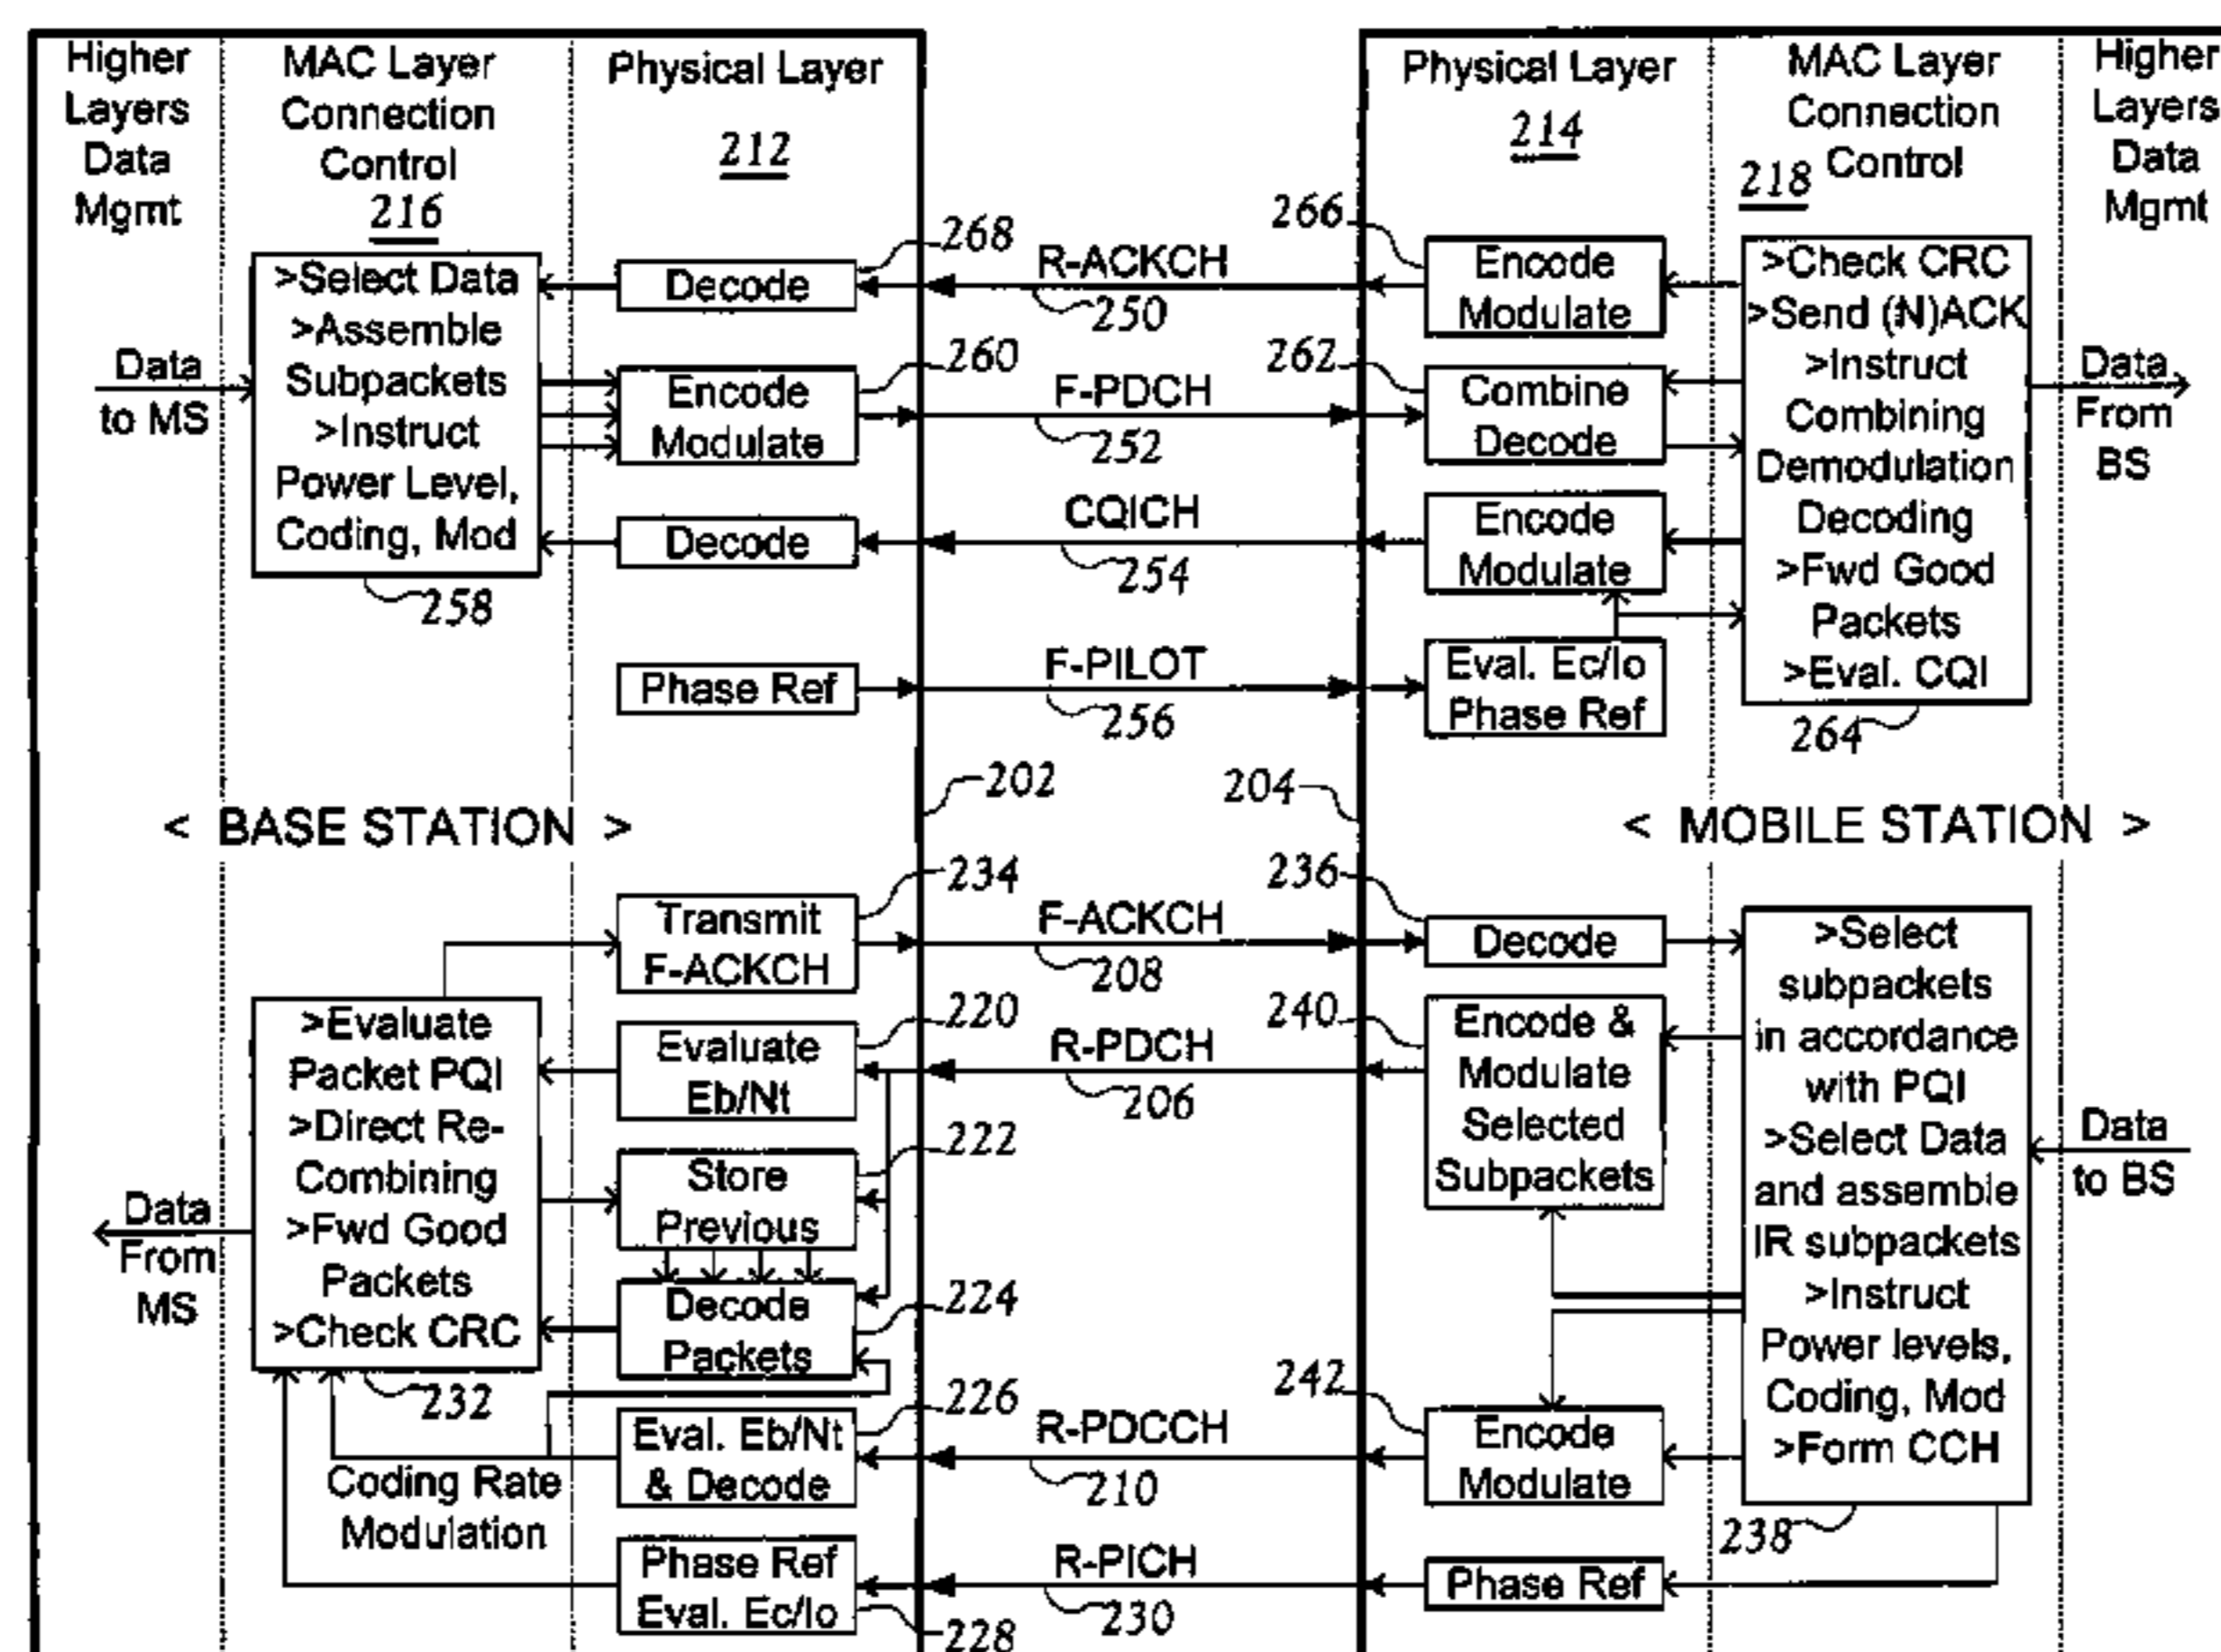 Higher
Layers
Data
Mgmt
MAC Layer
Connection
Control
216
Physical Layer
212
Physical Layer
214
MAC Layer
Connection
Control
218
Higher
Layers
Data
Mgmt
>Select Data
>Assemble
Subpackets
>Instruct
Power Level,
Coding, Mod
258
Data
to MS
Decode
268
R-ACKCH
250
266
Encode
Modulate
Encode
Modulate
260
F-PDCH
252
262
Combine
Decode
Decode
CQICH
254
Encode
Modulate
Phase Ref
F-PILOT
256
Eval. Ec/Io
Phase Ref
>Check CRC
>Send (N)ACK
>Instruct
Combining
Demodulation
Decoding
>Fwd Good
Packets
>Eval. CQI
264
Data
From
BS
< BASE STATION >
202
204
< MOBILE STATION >
Transmit
F-ACKCH
234
F-ACKCH
208
236
Decode
>Evaluate
Packet PQI
>Direct Re-
Combining
>Fwd Good
Packets
>Check CRC
232
Data
From
MS
Evaluate
Eb/Nt
220
R-PDCH
206
240
Encode &
Modulate
Selected
Subpackets
Store
Previous
222
Decode
Packets
224
Eval. Eb/Nt
& Decode
226
Coding Rate
Modulation
R-PDCCH
210
242
Encode
Modulate
Phase Ref
Eval. Ec/Io
228
R-PICH
230
Phase Ref
>Select
subpackets
in accordance
with PQI
>Select Data
and assemble
IR subpackets
>Instruct
Power levels,
Coding, Mod
>Form CCH
238
Data
to BS